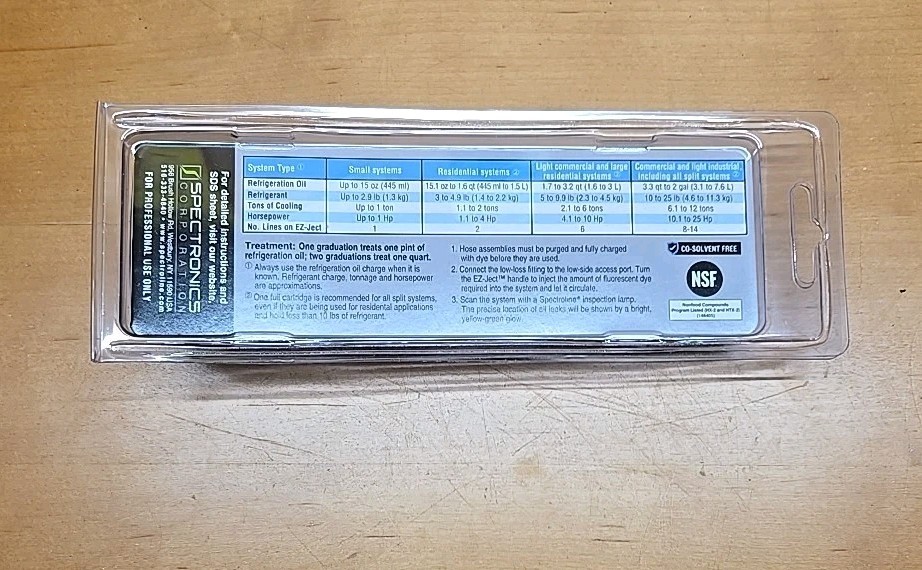 System Type ① Small systems Residential systems ② Light commercial and large residential systems ② Commercial and light industrial, including all split systems ②
Refrigeration Oil Up to 15 oz (445 ml) 15.1 oz to 1.6 qt (445 ml to 1.5 L) 1.7 to 3.2 qt (1.6 to 3 L) 3.3 qt to 2 gal (3.1 to 7.6 L)
Refrigerant Up to 2.9 lb (1.3 kg) 3 to 4.9 lb (1.4 to 2.2 kg) 5 to 9.9 lb (2.3 to 4.5 kg) 10 to 25 lb (4.6 to 11.3 kg)
Tons of Cooling Up to 1 ton 1.1 to 2 tons 2.1 to 6 tons 6.1 to 12 tons
Horsepower Up to 1 Hp 1.1 to 4 Hp 4.1 to 10 Hp 10.1 to 25 Hp
No. Lines on EZ-Ject 1 2 6 8-14
Treatment: One graduation treats one pint of
refrigeration oil; two graduations treat one quart.
① Always use the refrigeration oil charge when it is
known. Refrigerant charge, tonnage and horsepower
are approximations.
② One full cartridge is recommended for all split systems,
even if they are being used for residential applications
and hold less than 10 lbs of refrigerant.
1. Hose assemblies must be purged and fully charged
with dye before they are used.
2. Connect the low-loss fitting to the low-side access port. Turn
the EZ-Ject™ handle to inject the amount of fluorescent dye
required into the system and let it circulate.
3. Scan the system with a Spectroline® inspection lamp.
The precise location of all leaks will be shown by a bright,
yellow-green glow.
CO-SOLVENT FREE
NSF
Nonfood Compounds
Program Listed (HX-2 and HTX-2)
For detailed instructions and
SDS sheet, visit our website.
SPECTRONICS
CORPORA
956 Brush Hollow Rd, Westbury, NY 11590 USA
516-333-4840 • www.spectroline.com
FOR PROFESSIONAL USE ONLY